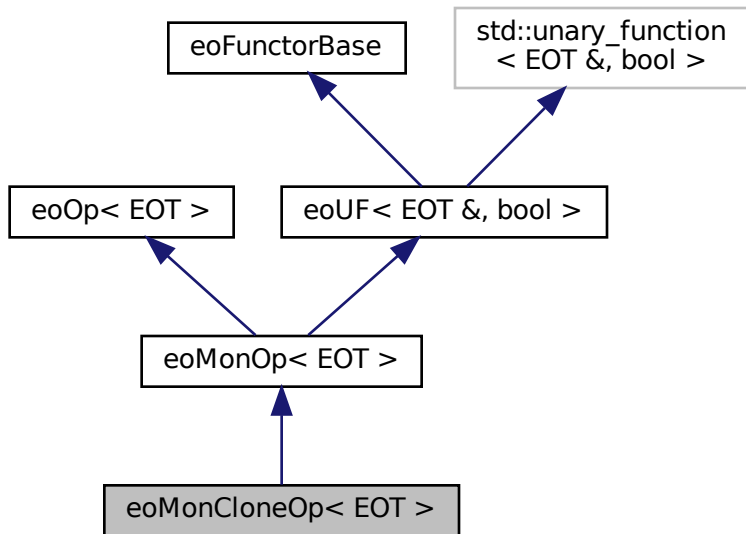 eoFunctorBase
std::unary_function
< EOT &, bool >
eoOp< EOT >
eoUF< EOT &, bool >
eoMonOp< EOT >
eoMonCloneOp< EOT >